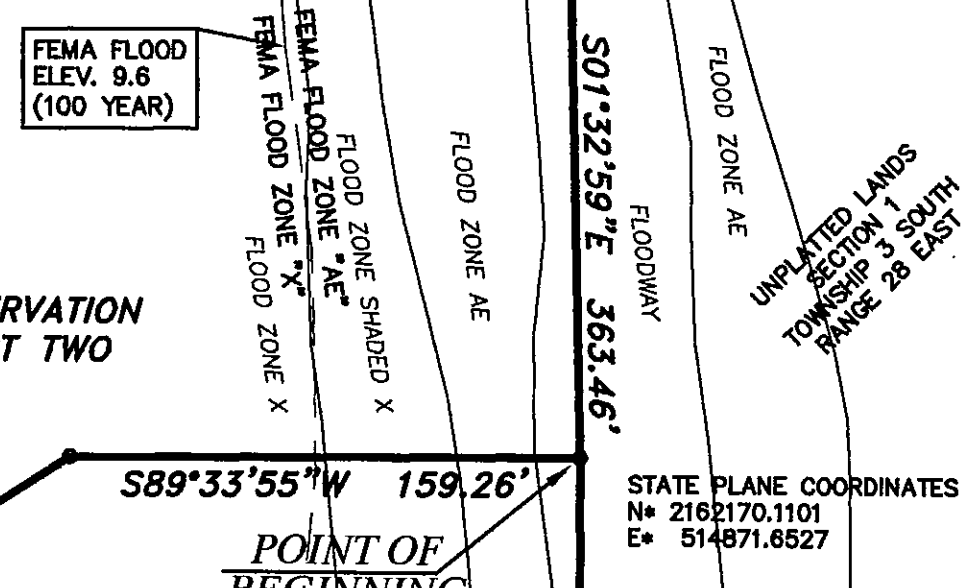 FEMA FLOOD
ELEV. 9.6
(100 YEAR)
FEMA FLOOD ZONE "X"
FEMA FLOOD ZONE "AE"
FLOOD ZONE X
FLOOD ZONE SHADED X
FLOOD ZONE AE
S01°32'59"E 363.46'
FLOODWAY
FLOOD ZONE AE
UNPLATTED LANDS
SECTION 1
TOWNSHIP 3 SOUTH
RANGE 28 EAST
ERVATION
T TWO
S89°33'55"W 159.26'
STATE PLANE COORDINATES
N* 2162170.1101
E* 514871.6527
POINT OF
BEGINNING